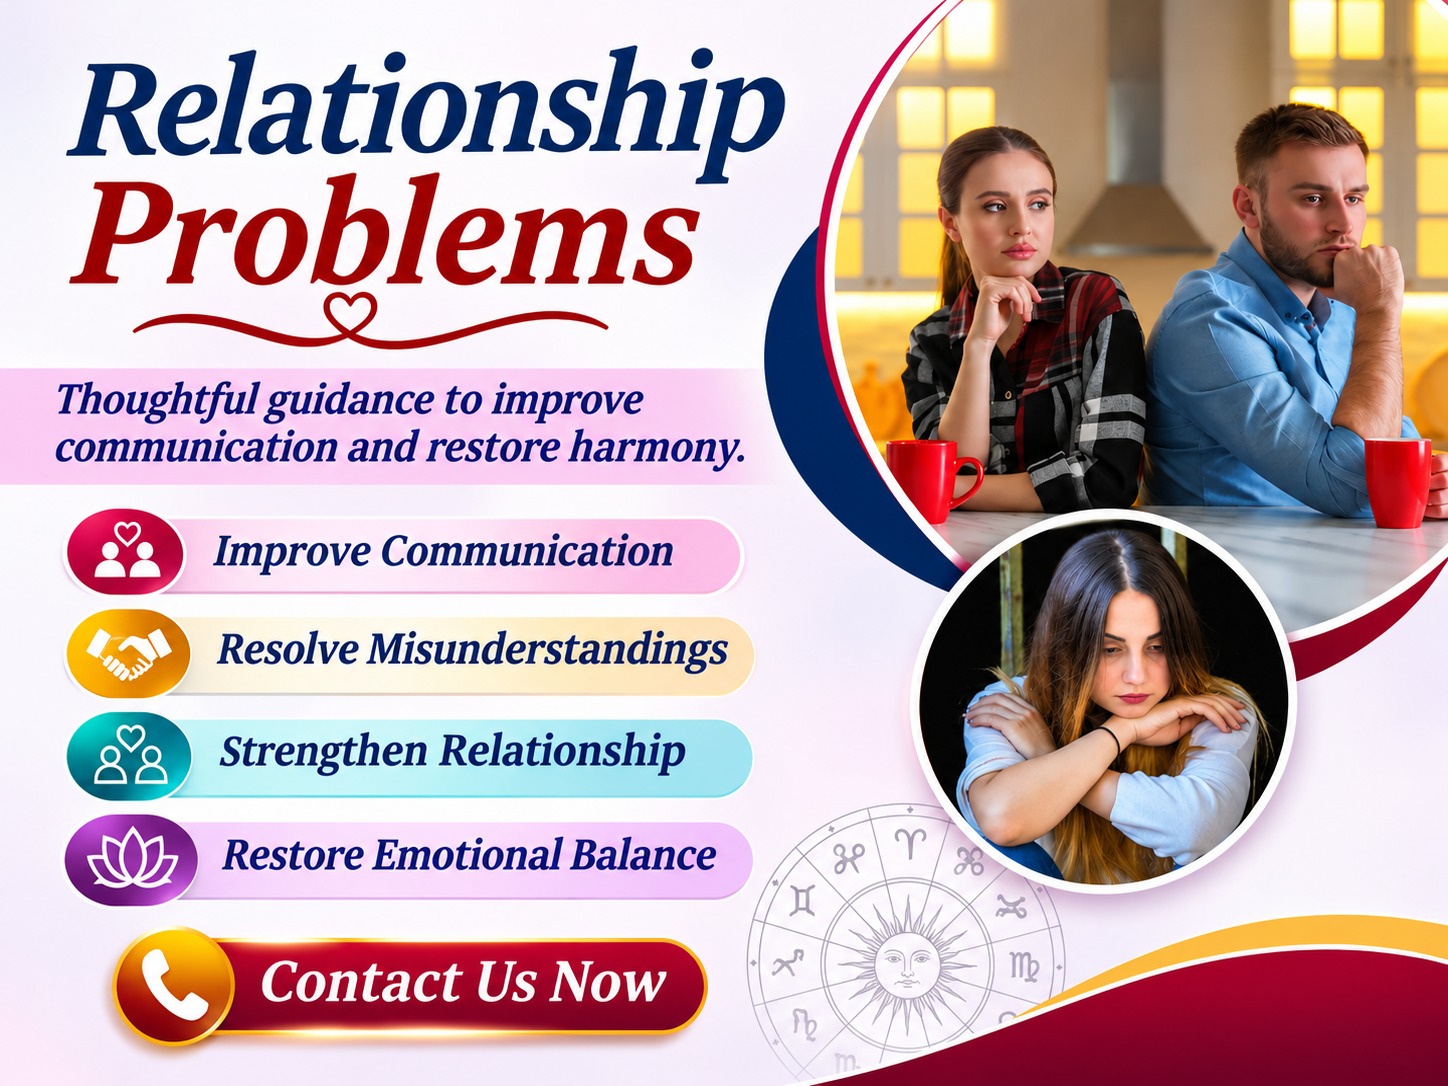 Relationship
Problems
Thoughtful guidance to improve
communication and restore harmony.
Improve Communication
Resolve Misunderstandings
Strengthen Relationship
Restore Emotional Balance
Contact Us Now